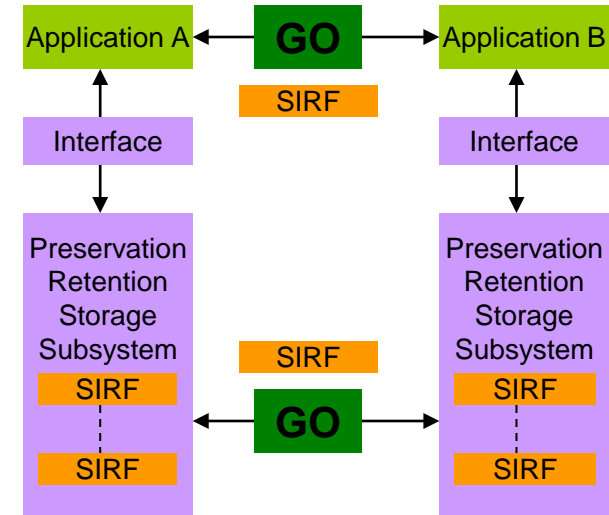 Application A
GO
Application B
SIRF
Interface
Interface
Preservation
Retention
Storage
Subsystem
SIRF
SIRF
Preservation
Retention
Storage
Subsystem
SIRF
SIRF
SIRF
GO